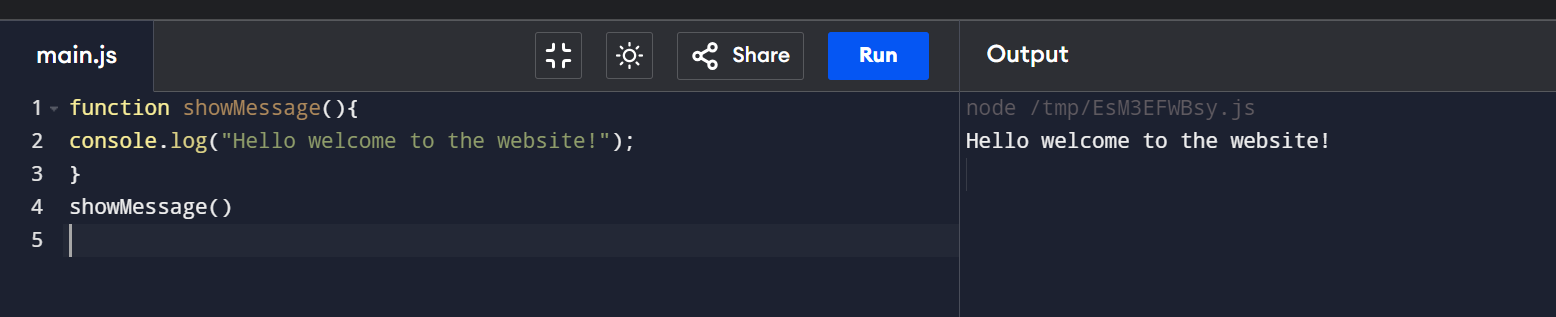 main.js
Share
Run
Output
1 function showMessage(){
2 console.log("Hello welcome to the website!");
3 }
4 showMessage()
5
node /tmp/EsM3EFWBsy.js
Hello welcome to the website!